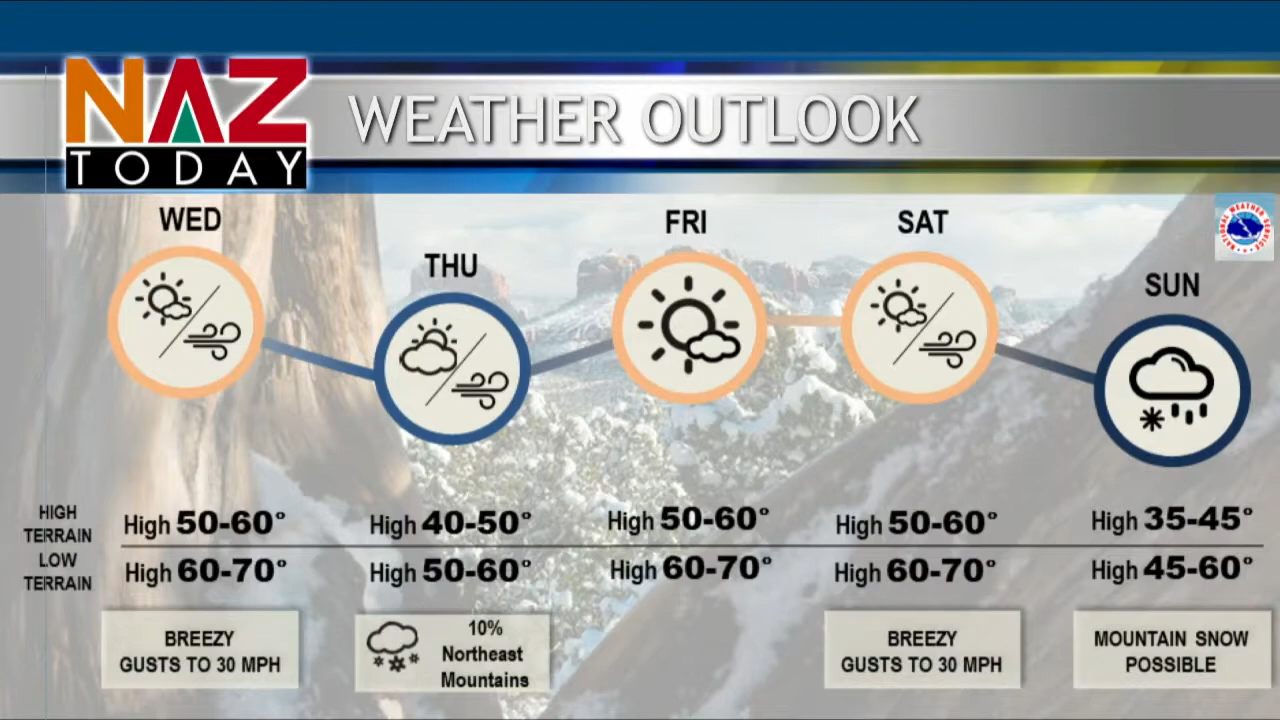 NAZ
TODAY
WEATHER OUTLOOK
NATIONAL WEATHER SERVICE
WED
THU
FRI
SAT
SUN
HIGH
TERRAIN
High 50-60°
High 40-50°
High 50-60°
High 50-60°
High 35-45°
LOW
TERRAIN
High 60-70°
High 50-60°
High 60-70°
High 60-70°
High 45-60°
BREEZY
GUSTS TO 30 MPH
10%
Northeast
Mountains
BREEZY
GUSTS TO 30 MPH
MOUNTAIN SNOW
POSSIBLE